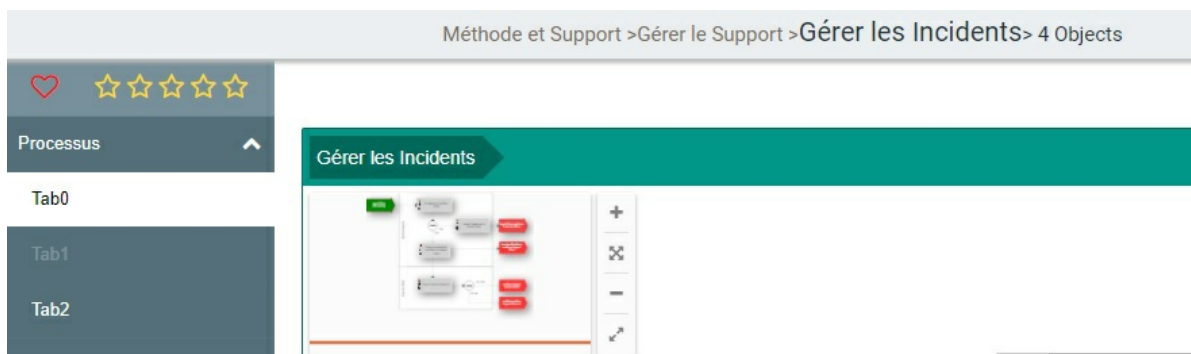 Méthode et Support >Gérer le Support >Gérer les Incidents> 4 Objects
Processus
Tab0
Tab1
Tab2
Gérer les Incidents